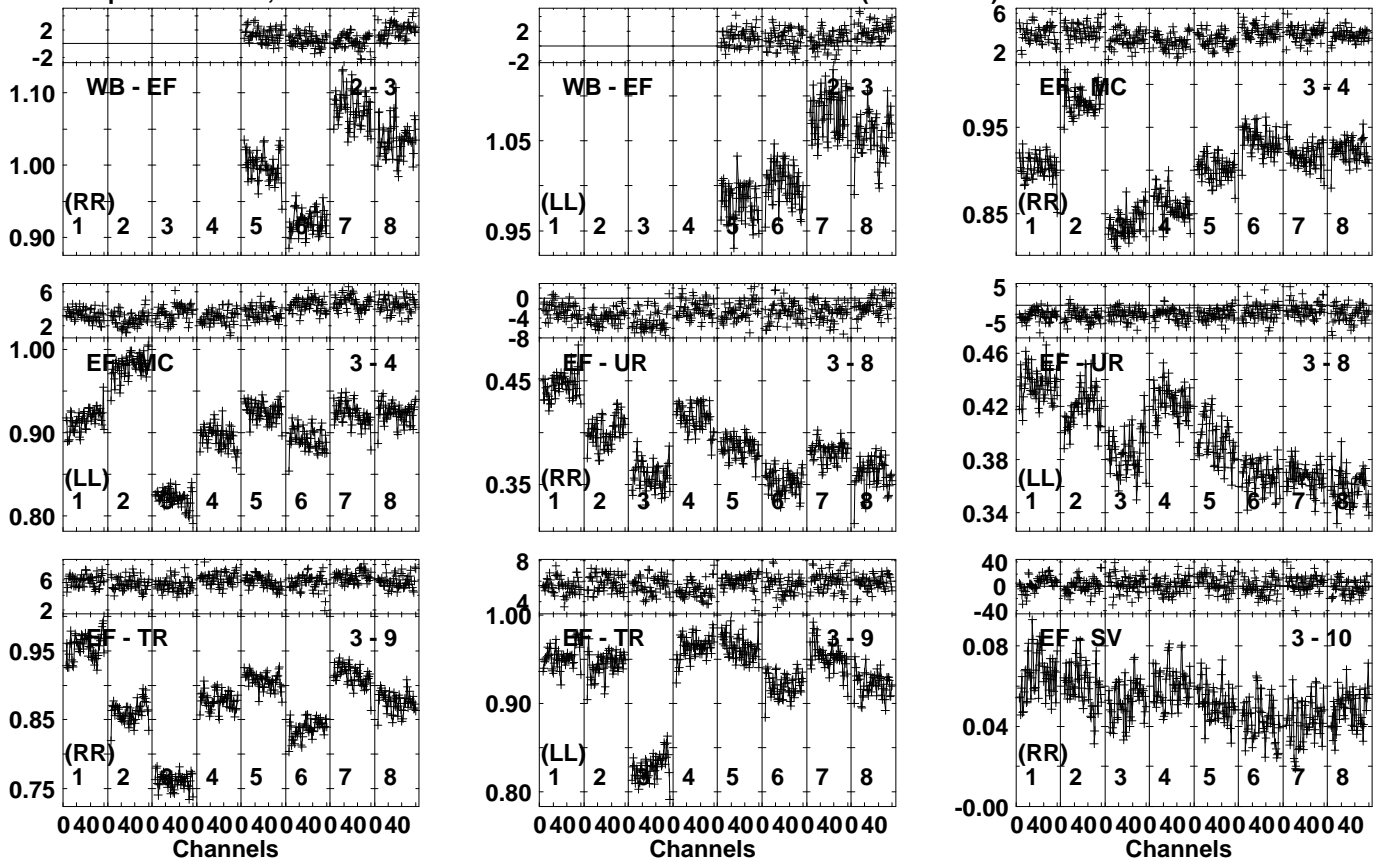 2
-2
WB - EF 2 - 3
1.10
1.00
0.90
(RR)
1 2 3 4 5 6 7 8
2
-2
WB - EF 2 - 3
1.05
0.95
(LL)
1 2 3 4 5 6 7 8
6
2
EF - MC 3 - 4
0.95
0.85
(RR)
1 2 3 4 5 6 7 8
6
2
1.00
EF - MC 3 - 4
0.90
0.80
(LL)
1 2 3 4 5 6 7 8
0
-4
-8
EF - UR 3 - 8
0.45
0.35
(RR)
1 2 3 4 5 6 7 8
5
-5
0.46
EF - UR 3 - 8
0.42
0.38
0.34
(LL)
1 2 3 4 5 6 7 8
6
2
EF - TR 3 - 9
0.95
0.85
0.75
(RR)
1 2 3 4 5 6 7 8
0 40 0 40 0 40 0 40 0 40 0 40 0 40 0 40
Channels
8
4
1.00
EF - TR 3 - 9
0.90
0.80
(LL)
1 2 3 4 5 6 7 8
0 40 0 40 0 40 0 40 0 40 0 40 0 40 0 40
Channels
40
0
-40
EF - SV 3 - 10
0.08
0.04
-0.00
(RR)
1 2 3 4 5 6 7 8
0 40 0 40 0 40 0 40 0 40 0 40 0 40 0 40
Channels